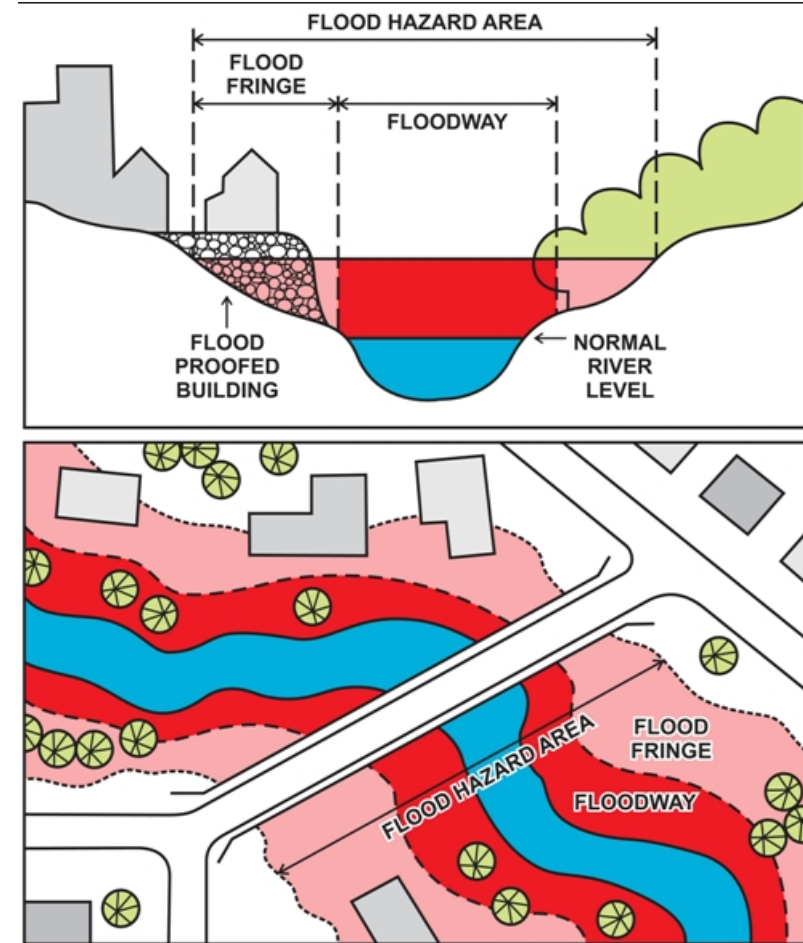 FLOOD HAZARD AREA
FLOOD
FRINGE
FLOODWAY
FLOOD
PROOFED
BUILDING
NORMAL
RIVER
LEVEL
FLOOD HAZARD AREA
FLOOD
FRINGE
FLOODWAY